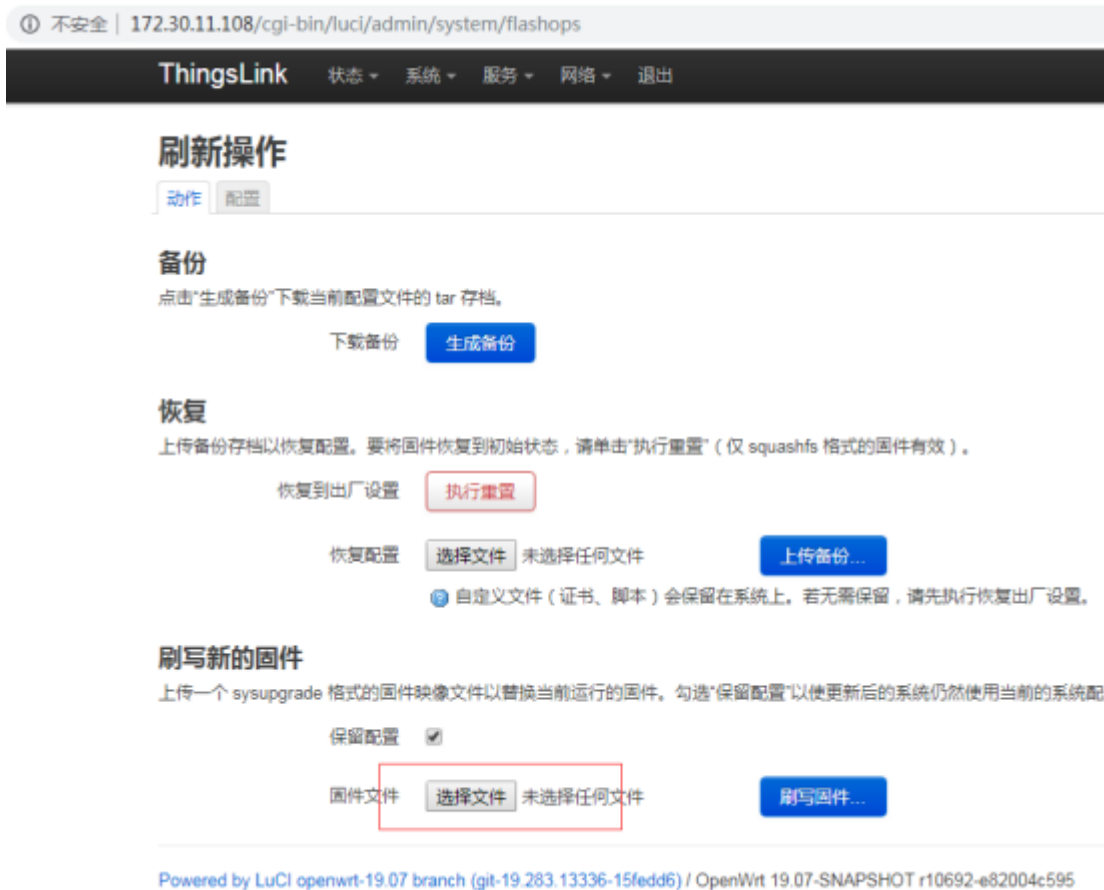 不安全 | 172.30.11.108/cgi-bin/luci/admin/system/flashops
ThingsLink 状态 系统 服务 网络 退出
刷新操作
动作 配置
备份
点击“生成备份”下载当前配置文件的 tar 存档。
下载备份 生成备份
恢复
上传备份存档以恢复配置。要将固件恢复到初始状态，请单击“执行重置”（仅 squashfs 格式的固件有效）。
恢复到出厂设置 执行重置
恢复配置 选择文件 未选择任何文件 上传备份...
自定义文件（证书、脚本）会保留在系统上。若无需保留，请先执行恢复出厂设置。
刷写新的固件
上传一个 sysupgrade 格式的固件映像文件以替换当前运行的固件。勾选“保留配置”以使更新后的系统仍然使用当前的系统配
保留配置
固件文件 选择文件 未选择任何文件 刷写固件...
Powered by LuCI openwrt-19.07 branch (git-19.283.13336-15fedd6) / OpenWrt 19.07-SNAPSHOT r10692-e82004c595